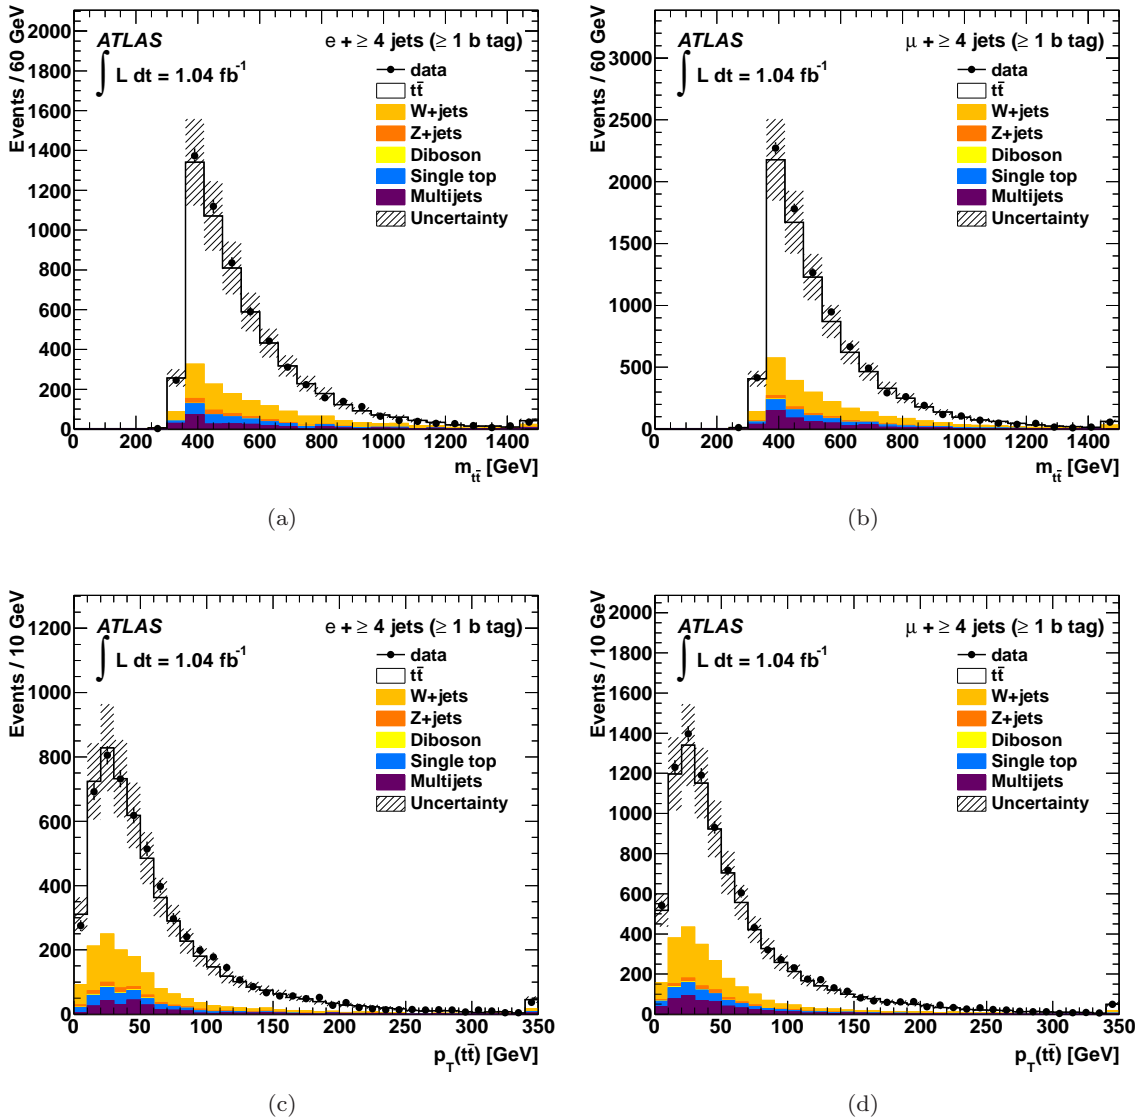 Events / 60 GeV
2000
1800
1600
1400
1200
1000
800
600
400
200
0
ATLAS
∫ L dt = 1.04 fb⁻¹
e + ≥ 4 jets (≥ 1 b tag)
data
tt̄
W+jets
Z+jets
Diboson
Single top
Multijets
Uncertainty
0 200 400 600 800 1000 1200 1400
m_tt̄ [GeV]
(a)
Events / 60 GeV
3000
2500
2000
1500
1000
500
0
ATLAS
∫ L dt = 1.04 fb⁻¹
μ + ≥ 4 jets (≥ 1 b tag)
data
tt̄
W+jets
Z+jets
Diboson
Single top
Multijets
Uncertainty
0 200 400 600 800 1000 1200 1400
m_tt̄ [GeV]
(b)
Events / 10 GeV
1200
1000
800
600
400
200
0
ATLAS
∫ L dt = 1.04 fb⁻¹
e + ≥ 4 jets (≥ 1 b tag)
data
tt̄
W+jets
Z+jets
Diboson
Single top
Multijets
Uncertainty
0 50 100 150 200 250 300 350
p_T(tt̄) [GeV]
(c)
Events / 10 GeV
2000
1800
1600
1400
1200
1000
800
600
400
200
0
ATLAS
∫ L dt = 1.04 fb⁻¹
μ + ≥ 4 jets (≥ 1 b tag)
data
tt̄
W+jets
Z+jets
Diboson
Single top
Multijets
Uncertainty
0 50 100 150 200 250 300 350
p_T(tt̄) [GeV]
(d)